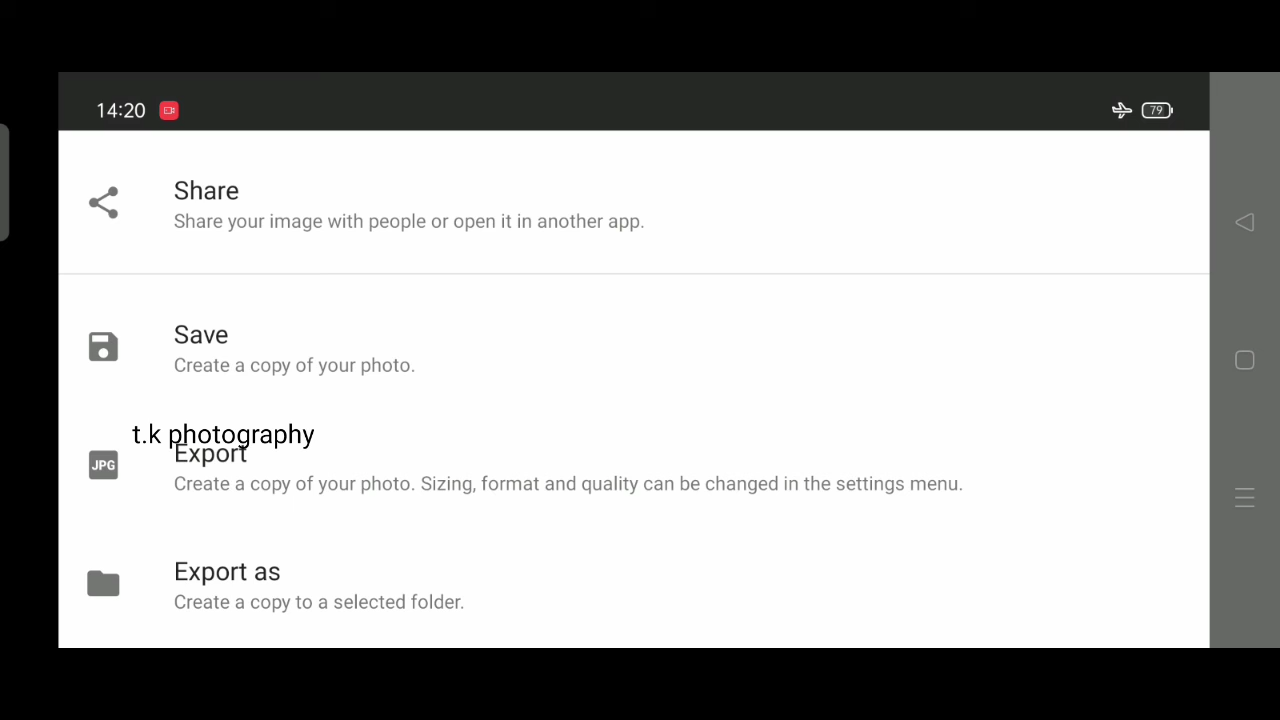 14:20
79
Share
Share your image with people or open it in another app.
Save
Create a copy of your photo.
t.k photography
Export
JPG
Create a copy of your photo. Sizing, format and quality can be changed in the settings menu.
Export as
Create a copy to a selected folder.